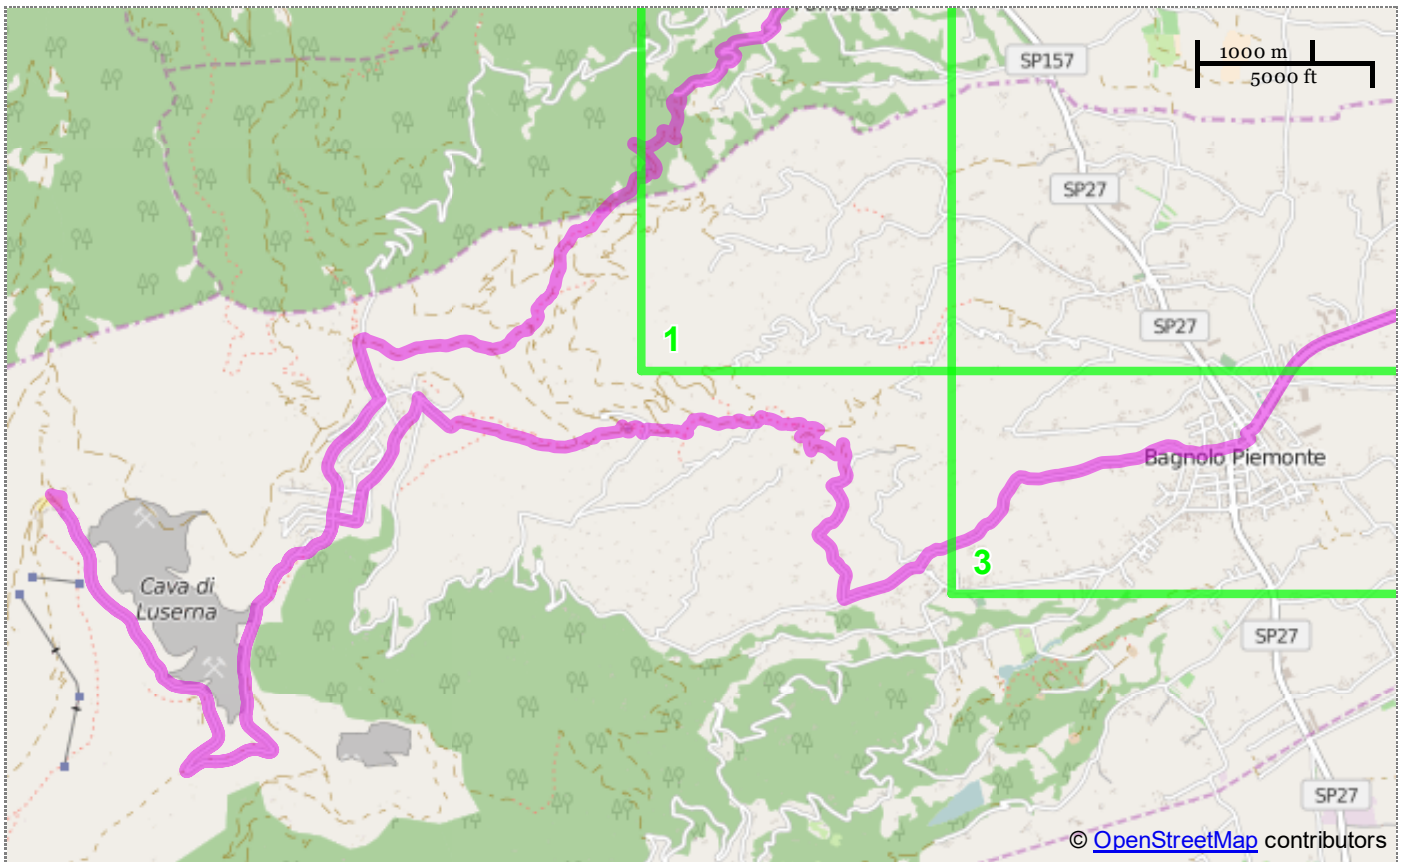 SP157
1000 m
5000 ft
SP27
SP27
1
Bagnolo Piemonte
3
Cava di
Luserna
SP27
SP27
© OpenStreetMap contributors